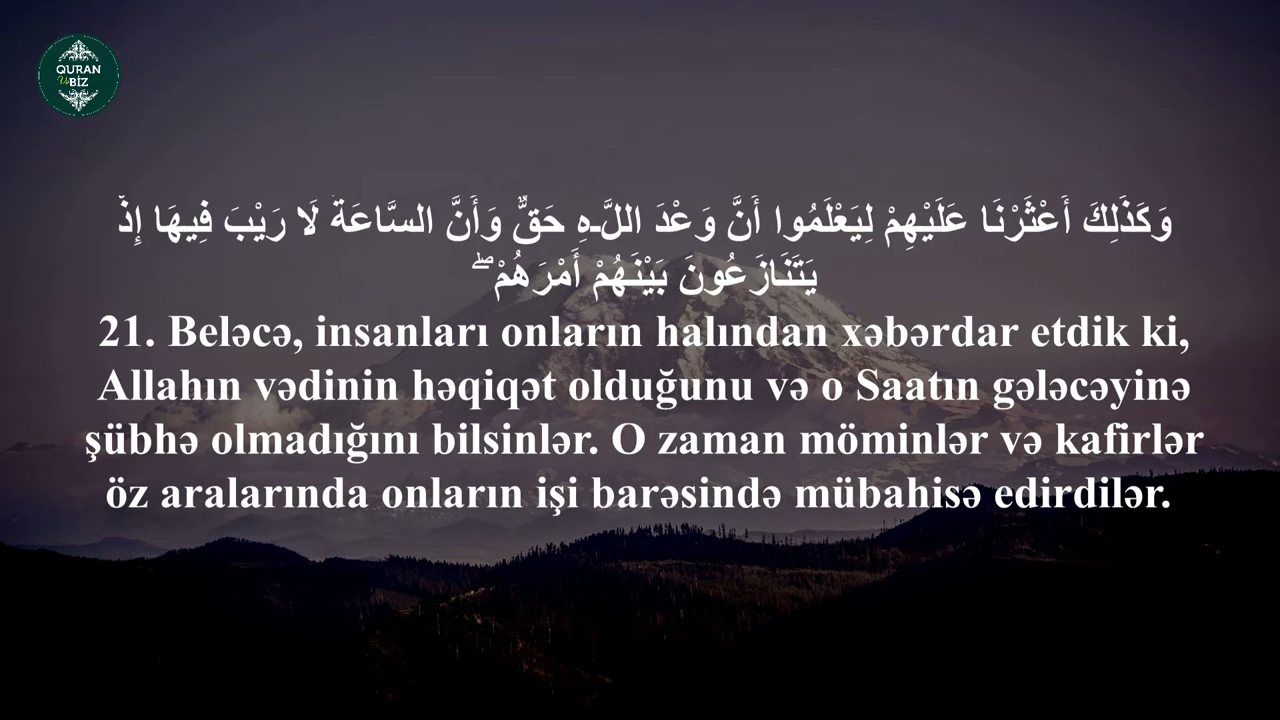 QURAN
Və BİZ
وَكَذَٰلِكَ أَعْثَرْنَا عَلَيْهِمْ لِيَعْلَمُوا أَنَّ وَعْدَ اللَّـهِ حَقٌّ وَأَنَّ السَّاعَةَ لَا رَيْبَ فِيهَا إِذْ
يَتَنَازَعُونَ بَيْنَهُمْ أَمْرَهُمْ ۖ
21. Beləcə, insanları onların halından xəbərdar etdik ki,
Allahın vədinin həqiqət olduğunu və o Saatın gələcəyinə
şübhə olmadığını bilsinlər. O zaman möminlər və kafirlər
öz aralarında onların işi barəsində mübahisə edirdilər.